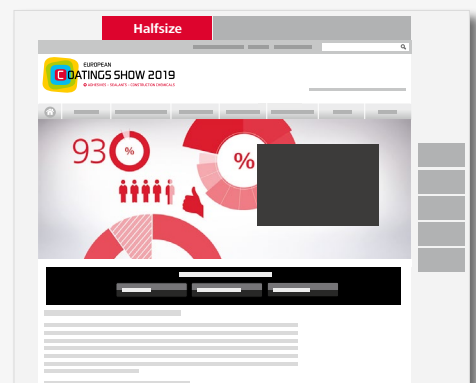 Halfsize
EUROPEAN
COATINGS SHOW 2019
ADHESIVES · SEALANTS · CONSTRUCTION CHEMICALS
93
%
%